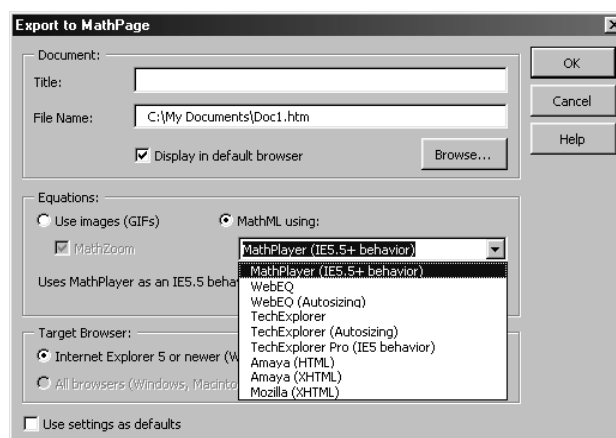 Export to MathPage
Document:
Title:
File Name:
C:\My Documents\Doc1.htm
Display in default browser
Browse...
OK
Cancel
Help
Equations:
Use images (GIFs)
MathML using:
MathZoom
MathPlayer (IE5.5+ behavior)
Uses MathPlayer as an IE5.5
MathPlayer (IE5.5+ behavior)
WebEQ
WebEQ (Autosizing)
TechExplorer
TechExplorer (Autosizing)
TechExplorer Pro (IE5 behavior)
Amaya (HTML)
Amaya (XHTML)
Mozilla (XHTML)
Target Browser:
Internet Explorer 5 or newer (W
All browsers (Windows, Macinto
Use settings as defaults